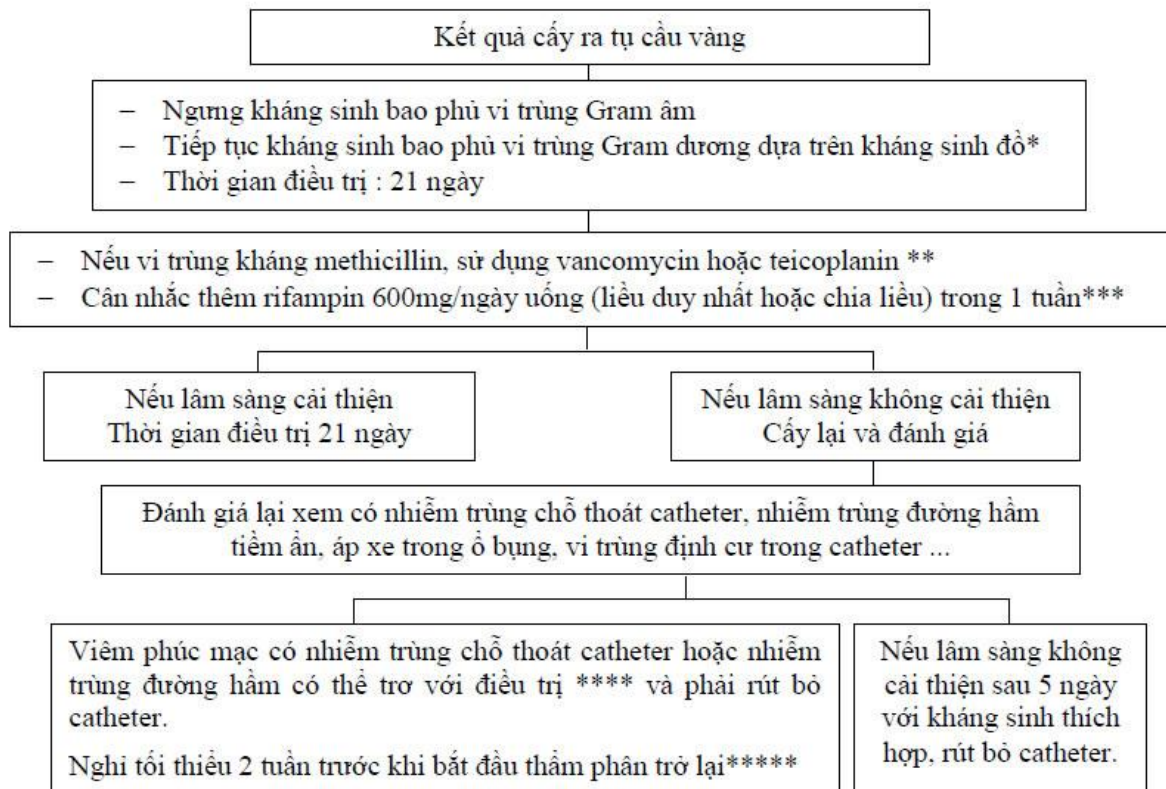 Kết quả cấy ra tụ cầu vàng
– Ngưng kháng sinh bao phủ vi trùng Gram âm
– Tiếp tục kháng sinh bao phủ vi trùng Gram dương dựa trên kháng sinh đồ*
– Thời gian điều trị : 21 ngày
– Nếu vi trùng kháng methicillin, sử dụng vancomycin hoặc teicoplanin **
– Cân nhắc thêm rifampin 600mg/ngày uống (liều duy nhất hoặc chia liều) trong 1 tuần***
Nếu lâm sàng cải thiện
Thời gian điều trị 21 ngày
Nếu lâm sàng không cải thiện
Cấy lại và đánh giá
Đánh giá lại xem có nhiễm trùng chỗ thoát catheter, nhiễm trùng đường hầm
tiềm ẩn, áp xe trong ổ bụng, vi trùng định cư trong catheter ...
Viêm phúc mạc có nhiễm trùng chỗ thoát catheter hoặc nhiễm
trùng đường hầm có thể trơ với điều trị **** và phải rút bỏ
catheter.
Nghỉ tối thiểu 2 tuần trước khi bắt đầu thẩm phân trở lại*****
Nếu lâm sàng không
cải thiện sau 5 ngày
với kháng sinh thích
hợp, rút bỏ catheter.